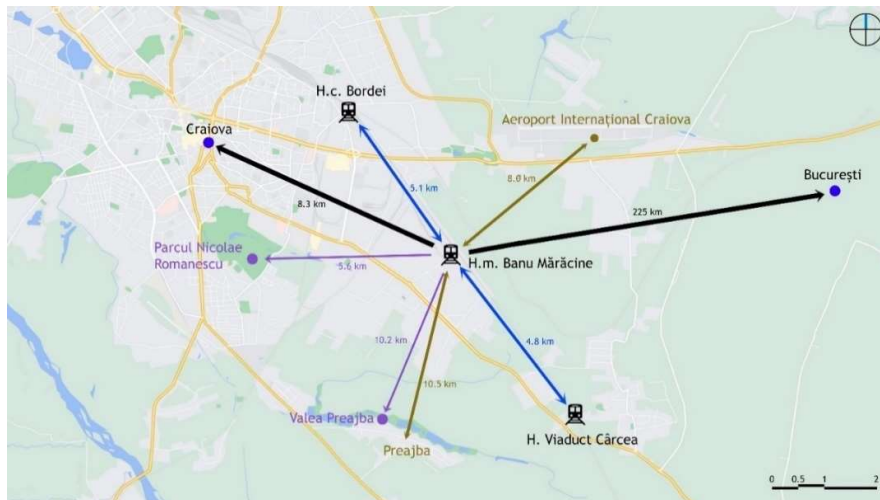 H.c. Bordei
Craiova
Aeroport Internațional Craiova
București
5.1 km
8.0 km
8.3 km
225 km
Parcul Nicolae
Romanescu
5.6 km
H.m. Banu Mărăcine
10.2 km
4.8 km
10.5 km
Valea Preajba
H. Viaduct Cârcea
Preajba
0 0.5 1 2